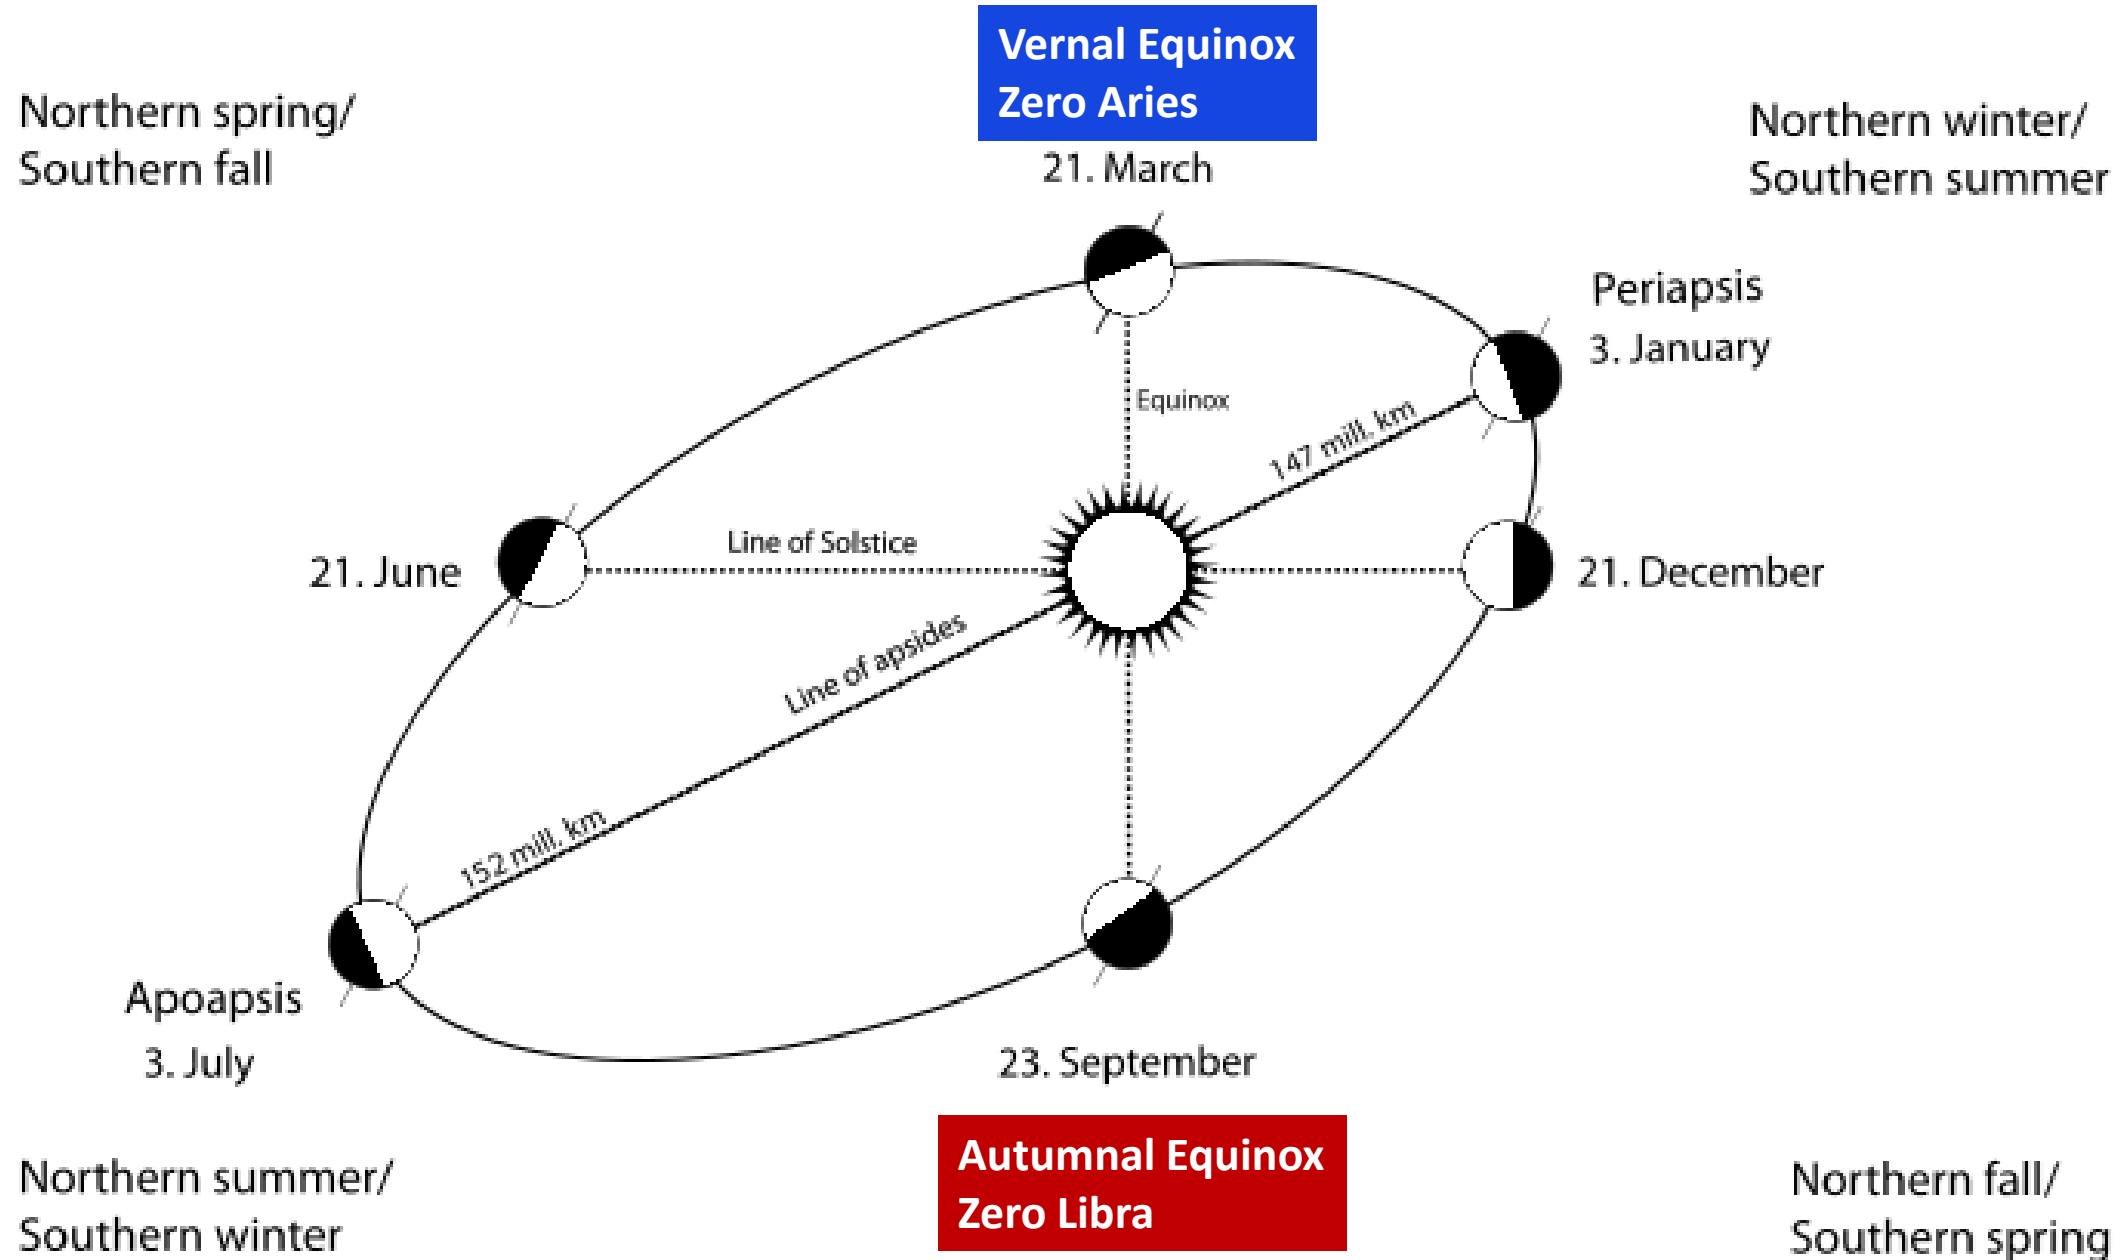 Vernal Equinox
Zero Aries
Northern spring/
Southern fall
21. March
Northern winter/
Southern summer
Periapsis
3. January
Equinox
147 mill. km
Line of Solstice
21. June
21. December
Line of apsides
152 mill. km
Apoapsis
3. July
23. September
Autumnal Equinox
Zero Libra
Northern summer/
Southern winter
Northern fall/
Southern spring